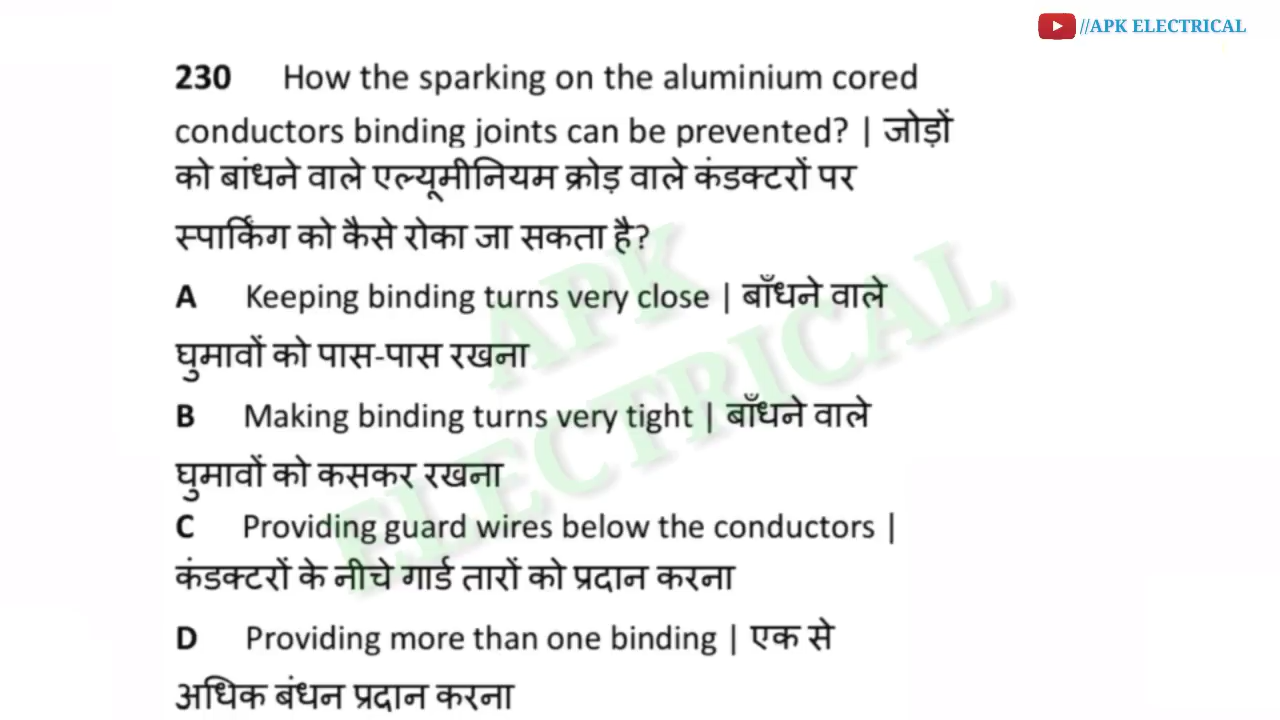 //APK ELECTRICAL
230 How the sparking on the aluminium cored
conductors binding joints can be prevented? | जोड़ों
को बांधने वाले एल्यूमीनियम क्रोड़ वाले कंडक्टरों पर
स्पार्किंग को कैसे रोका जा सकता है?
A Keeping binding turns very close | बाँधने वाले
घुमावों को पास-पास रखना
B Making binding turns very tight | बाँधने वाले
घुमावों को कसकर रखना
C Providing guard wires below the conductors |
कंडक्टरों के नीचे गार्ड तारों को प्रदान करना
D Providing more than one binding | एक से
अधिक बंधन प्रदान करना
APK
ELECTRICAL